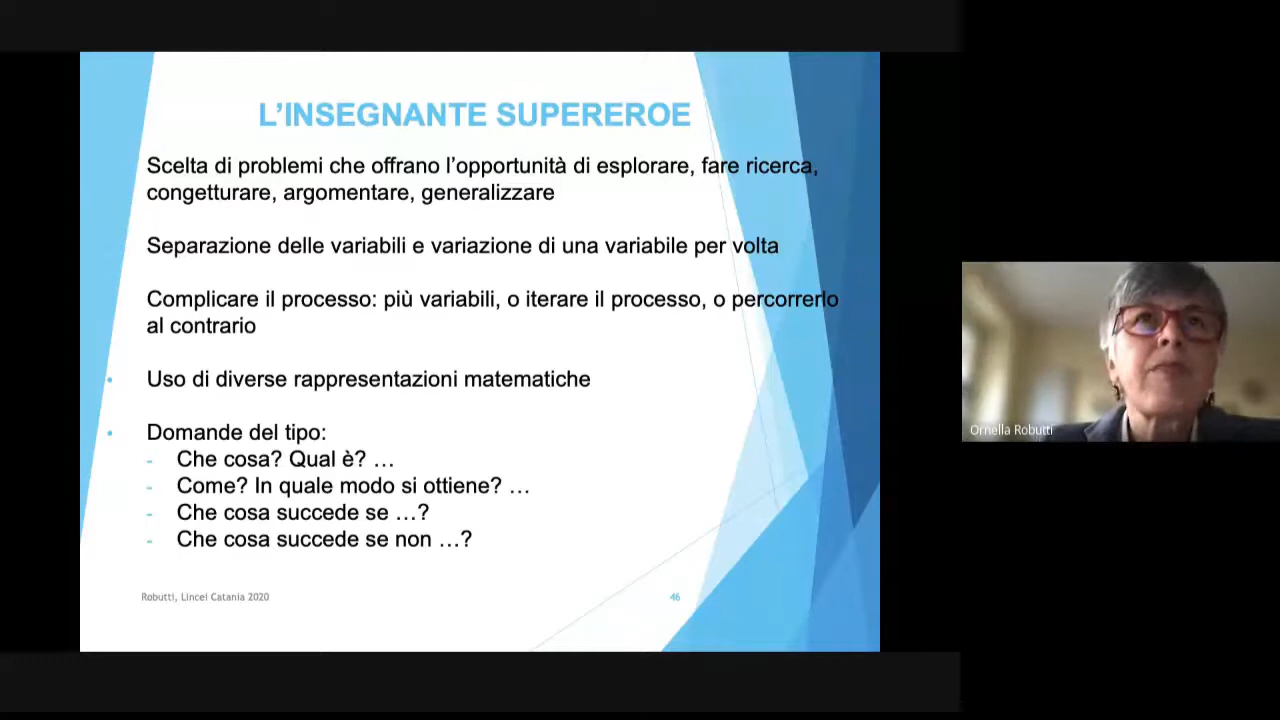 L'INSEGNANTE SUPEREROE
Scelta di problemi che offrano l'opportunità di esplorare, fare ricerca,
congetturare, argomentare, generalizzare
Separazione delle variabili e variazione di una variabile per volta
Complicare il processo: più variabili, o iterare il processo, o percorrerlo
al contrario
• Uso di diverse rappresentazioni matematiche
• Domande del tipo:
- Che cosa? Qual è? …
- Come? In quale modo si ottiene? …
- Che cosa succede se …?
- Che cosa succede se non …?
Robutti, Lincei Catania 2020
46
Ornella Robutti